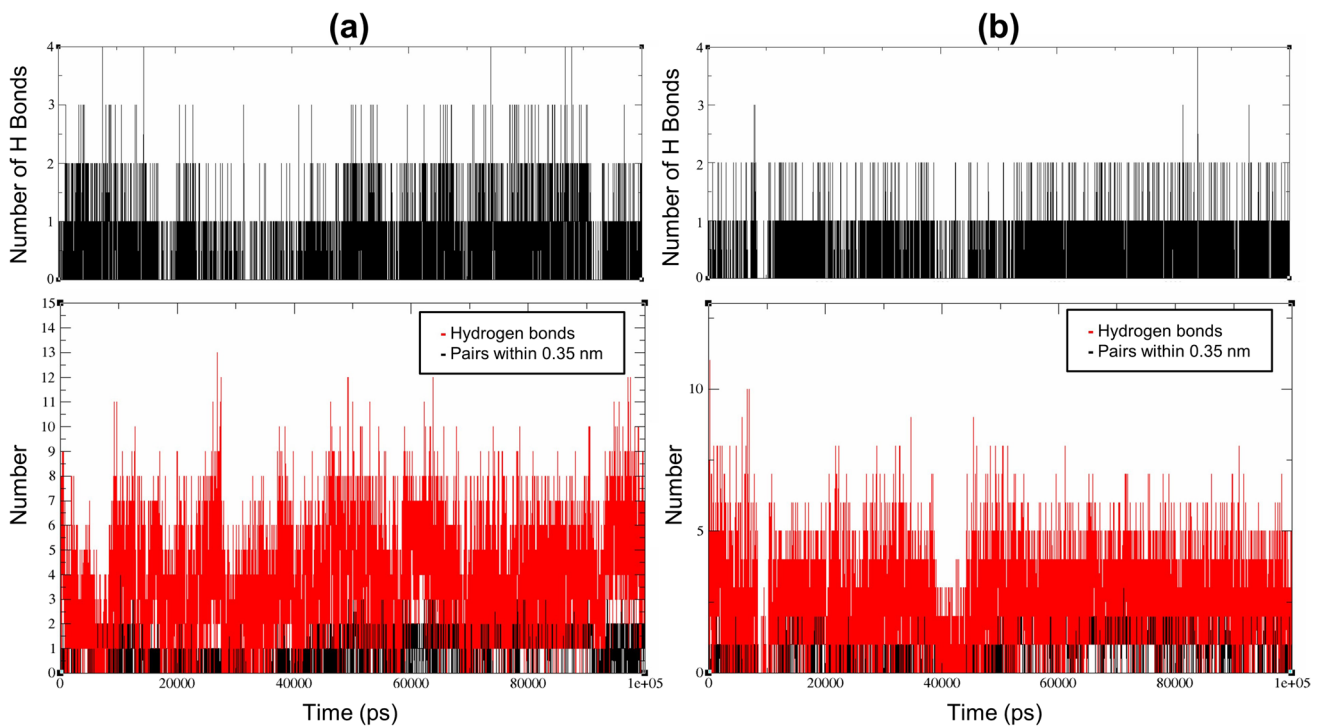 (a)
(b)
Number of H Bonds
4
3
2
1
0
Number of H Bonds
4
3
2
1
0
Number
15
14
13
12
11
10
9
8
7
6
5
4
3
2
1
0
Hydrogen bonds
Pairs within 0.35 nm
0 20000 40000 60000 80000 1e+05
Time (ps)
Number
10
5
0
Hydrogen bonds
Pairs within 0.35 nm
0 20000 40000 60000 80000 1e+05
Time (ps)